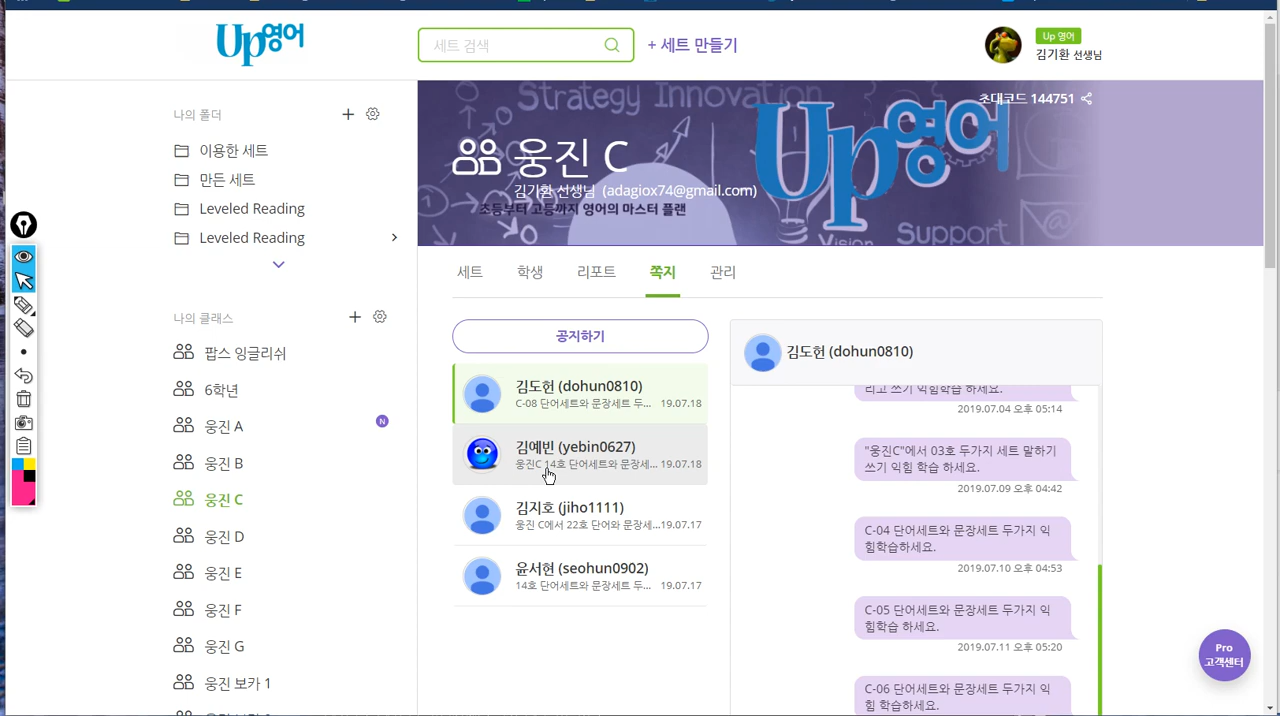 Up영어
세트 검색
+ 세트 만들기
Up 영어
김기환 선생님
나의 폴더
이용한 세트
만든 세트
Leveled Reading
Leveled Reading
나의 클래스
팝스 잉글리쉬
6학년
웅진 A
N
웅진 B
웅진 C
웅진 D
웅진 E
웅진 F
웅진 G
웅진 보카 1
Strategy Innovation
초대코드 144751
Up영어
웅진 C
김기환 선생님 (adagiox74@gmail.com)
초등부터 고등까지 영어의 마스터 플랜
Vision
Support
세트 학생 리포트 쪽지 관리
공지하기
김도헌 (dohun0810)
C-08 단어세트와 문장세트 두... 19.07.18
김예빈 (yebin0627)
웅진C 14호 단어세트와 문장세... 19.07.18
김지호 (jiho1111)
웅진 C에서 22호 단어와 문장세... 19.07.17
윤서현 (seohun0902)
14호 단어세트와 문장세트 두... 19.07.17
김도헌 (dohun0810)
리고 쓰기 익힘학습 하세요.
2019.07.04 오후 05:14
"웅진C"에서 03호 두가지 세트 말하기
쓰기 익힘 학습 하세요.
2019.07.09 오후 04:42
C-04 단어세트와 문장세트 두가지 익
힘학습하세요.
2019.07.10 오후 04:53
C-05 단어세트와 문장세트 두가지 익
힘학습 하세요.
2019.07.11 오후 05:20
C-06 단어세트와 문장세트 두가지 익
힘학습 하세요.
Pro
고객센터